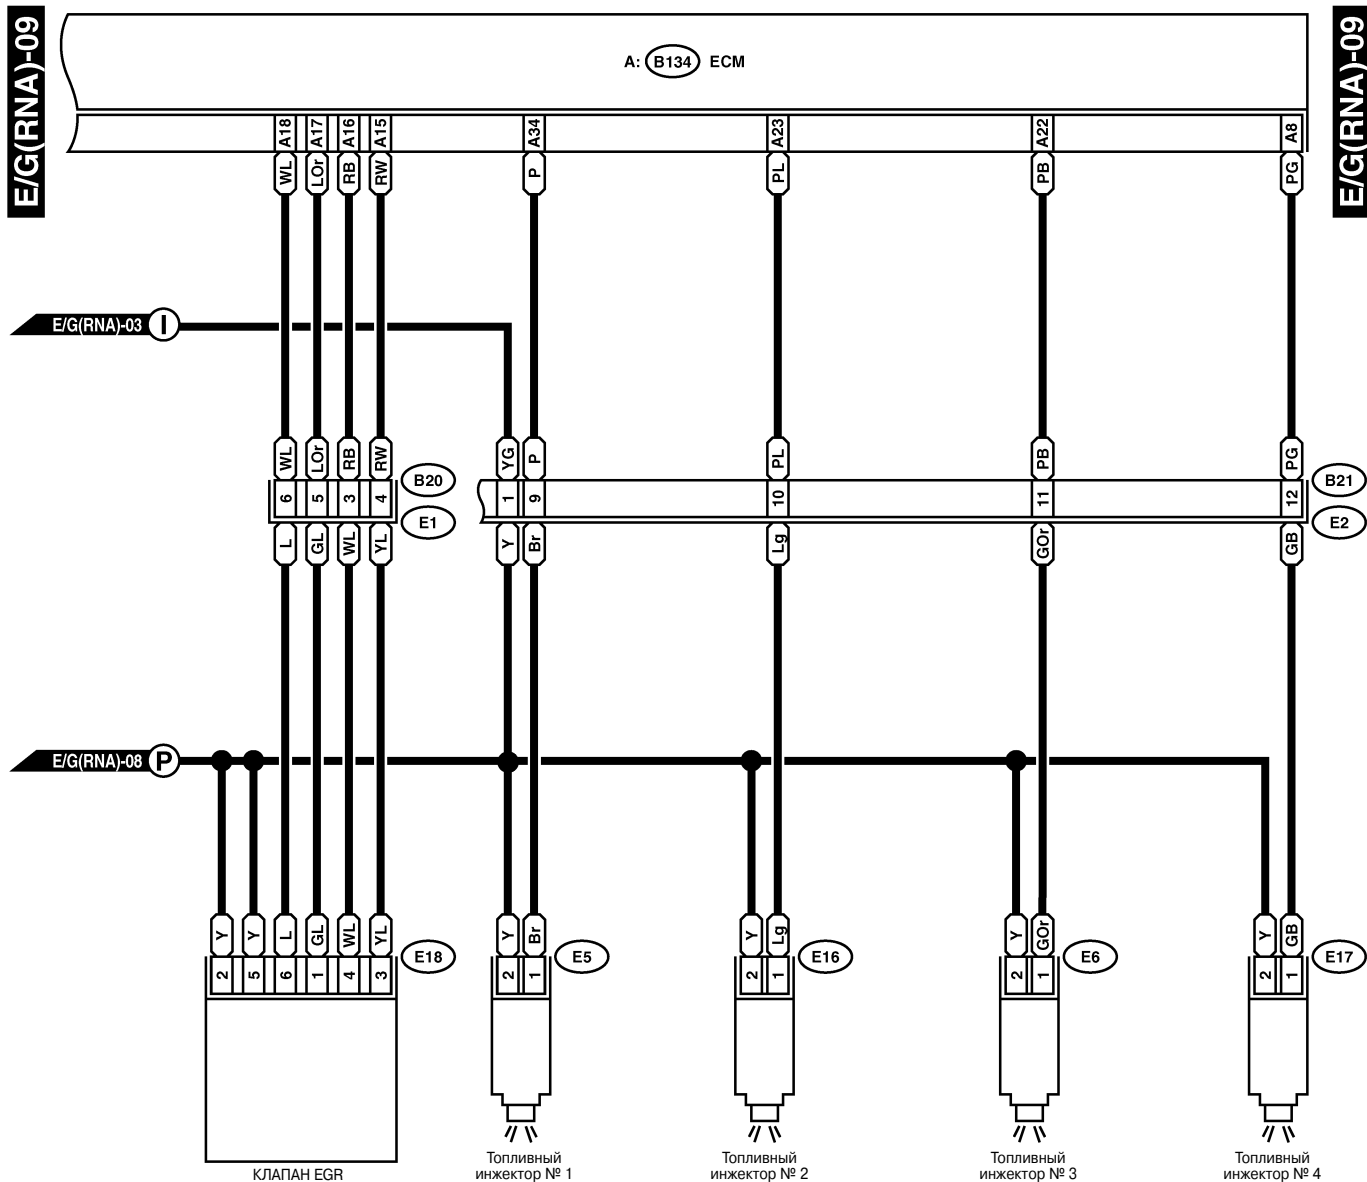 E/G(RNA)-09
E/G(RNA)-09
A: B134 ECM
A18 A17 A16 A15 A34 A23 A22 A8
WL LOr RB RW P PL PB PG
E/G(RNA)-03 I
WL LOr RB RW YG P PL PB PG
B20 B21
6 5 3 4 1 9 10 11 12
E1 E2
L GL WL YL Y Br Lg GOr GB
E/G(RNA)-08 P
Y Y L GL WL YL Y Br Y Lg Y GOr Y GB
E18 E5 E16 E6 E17
2 5 6 1 4 3 2 1 2 1 2 1 2 1
КЛАПАН EGR
Топливный
инжектор № 1
Топливный
инжектор № 2
Топливный
инжектор № 3
Топливный
инжектор № 4